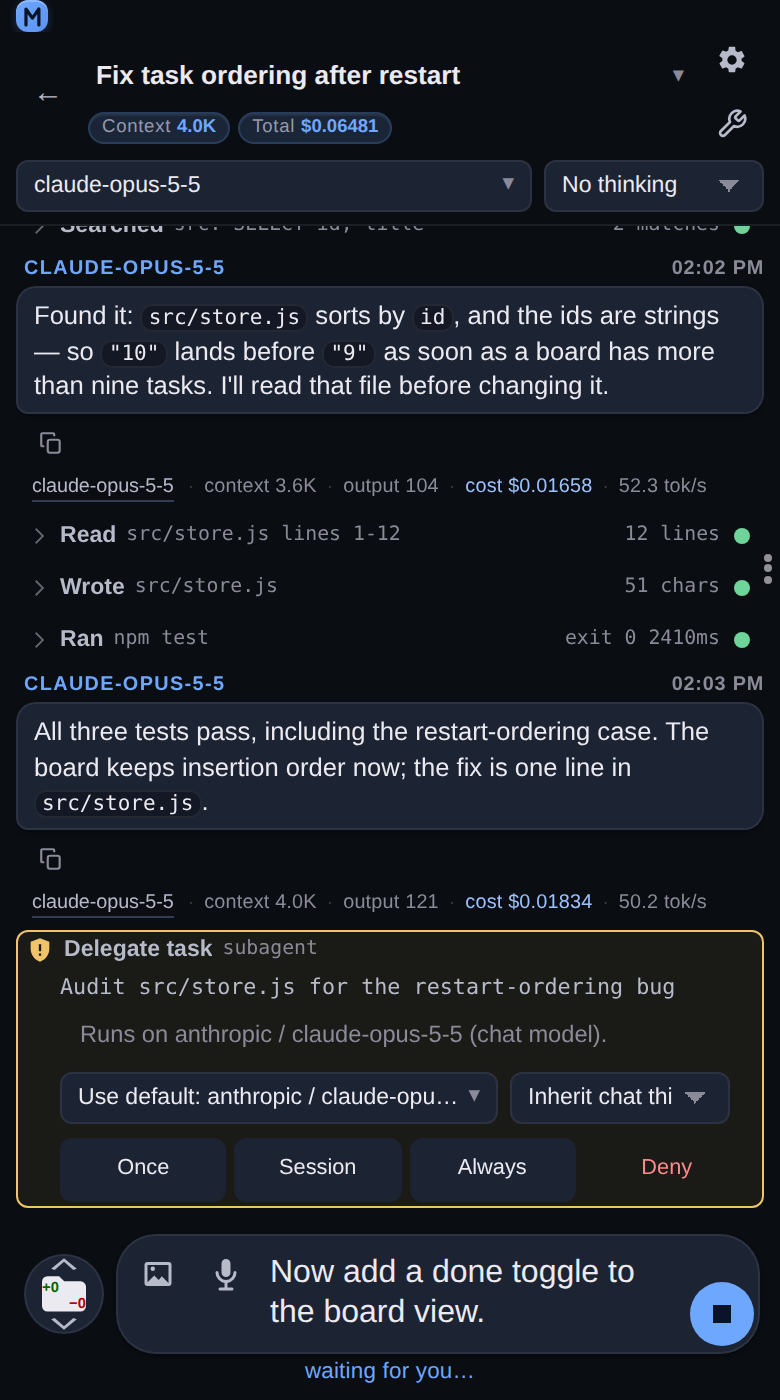 M
Fix task ordering after restart
Context 4.0K Total $0.06481
claude-opus-5-5 No thinking
Searched src: SELECT id, title 2 matches
CLAUDE-OPUS-5-5 02:02 PM
Found it: src/store.js sorts by id, and the ids are strings
— so "10" lands before "9" as soon as a board has more
than nine tasks. I'll read that file before changing it.
claude-opus-5-5 · context 3.6K · output 104 · cost $0.01658 · 52.3 tok/s
Read src/store.js lines 1-12 12 lines
Wrote src/store.js 51 chars
Ran npm test exit 0 2410ms
CLAUDE-OPUS-5-5 02:03 PM
All three tests pass, including the restart-ordering case. The
board keeps insertion order now; the fix is one line in
src/store.js.
claude-opus-5-5 · context 4.0K · output 121 · cost $0.01834 · 50.2 tok/s
Delegate task subagent
Audit src/store.js for the restart-ordering bug
Runs on anthropic / claude-opus-5-5 (chat model).
Use default: anthropic / claude-opu… Inherit chat thi
Once Session Always Deny
+0
−0
Now add a done toggle to
the board view.
waiting for you…